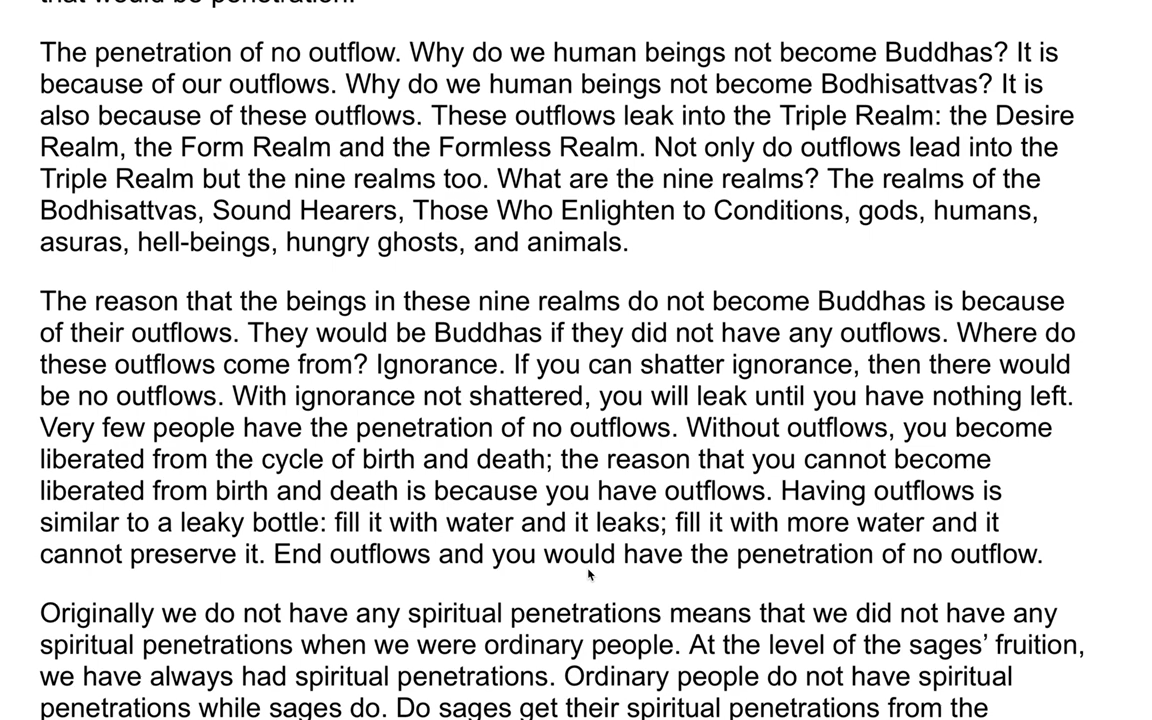 that would be penetration.
The penetration of no outflow. Why do we human beings not become Buddhas? It is
because of our outflows. Why do we human beings not become Bodhisattvas? It is
also because of these outflows. These outflows leak into the Triple Realm: the Desire
Realm, the Form Realm and the Formless Realm. Not only do outflows lead into the
Triple Realm but the nine realms too. What are the nine realms? The realms of the
Bodhisattvas, Sound Hearers, Those Who Enlighten to Conditions, gods, humans,
asuras, hell-beings, hungry ghosts, and animals.
The reason that the beings in these nine realms do not become Buddhas is because
of their outflows. They would be Buddhas if they did not have any outflows. Where do
these outflows come from? Ignorance. If you can shatter ignorance, then there would
be no outflows. With ignorance not shattered, you will leak until you have nothing left.
Very few people have the penetration of no outflows. Without outflows, you become
liberated from the cycle of birth and death; the reason that you cannot become
liberated from birth and death is because you have outflows. Having outflows is
similar to a leaky bottle: fill it with water and it leaks; fill it with more water and it
cannot preserve it. End outflows and you would have the penetration of no outflow.
Originally we do not have any spiritual penetrations means that we did not have any
spiritual penetrations when we were ordinary people. At the level of the sages’ fruition,
we have always had spiritual penetrations. Ordinary people do not have spiritual
penetrations while sages do. Do sages get their spiritual penetrations from the